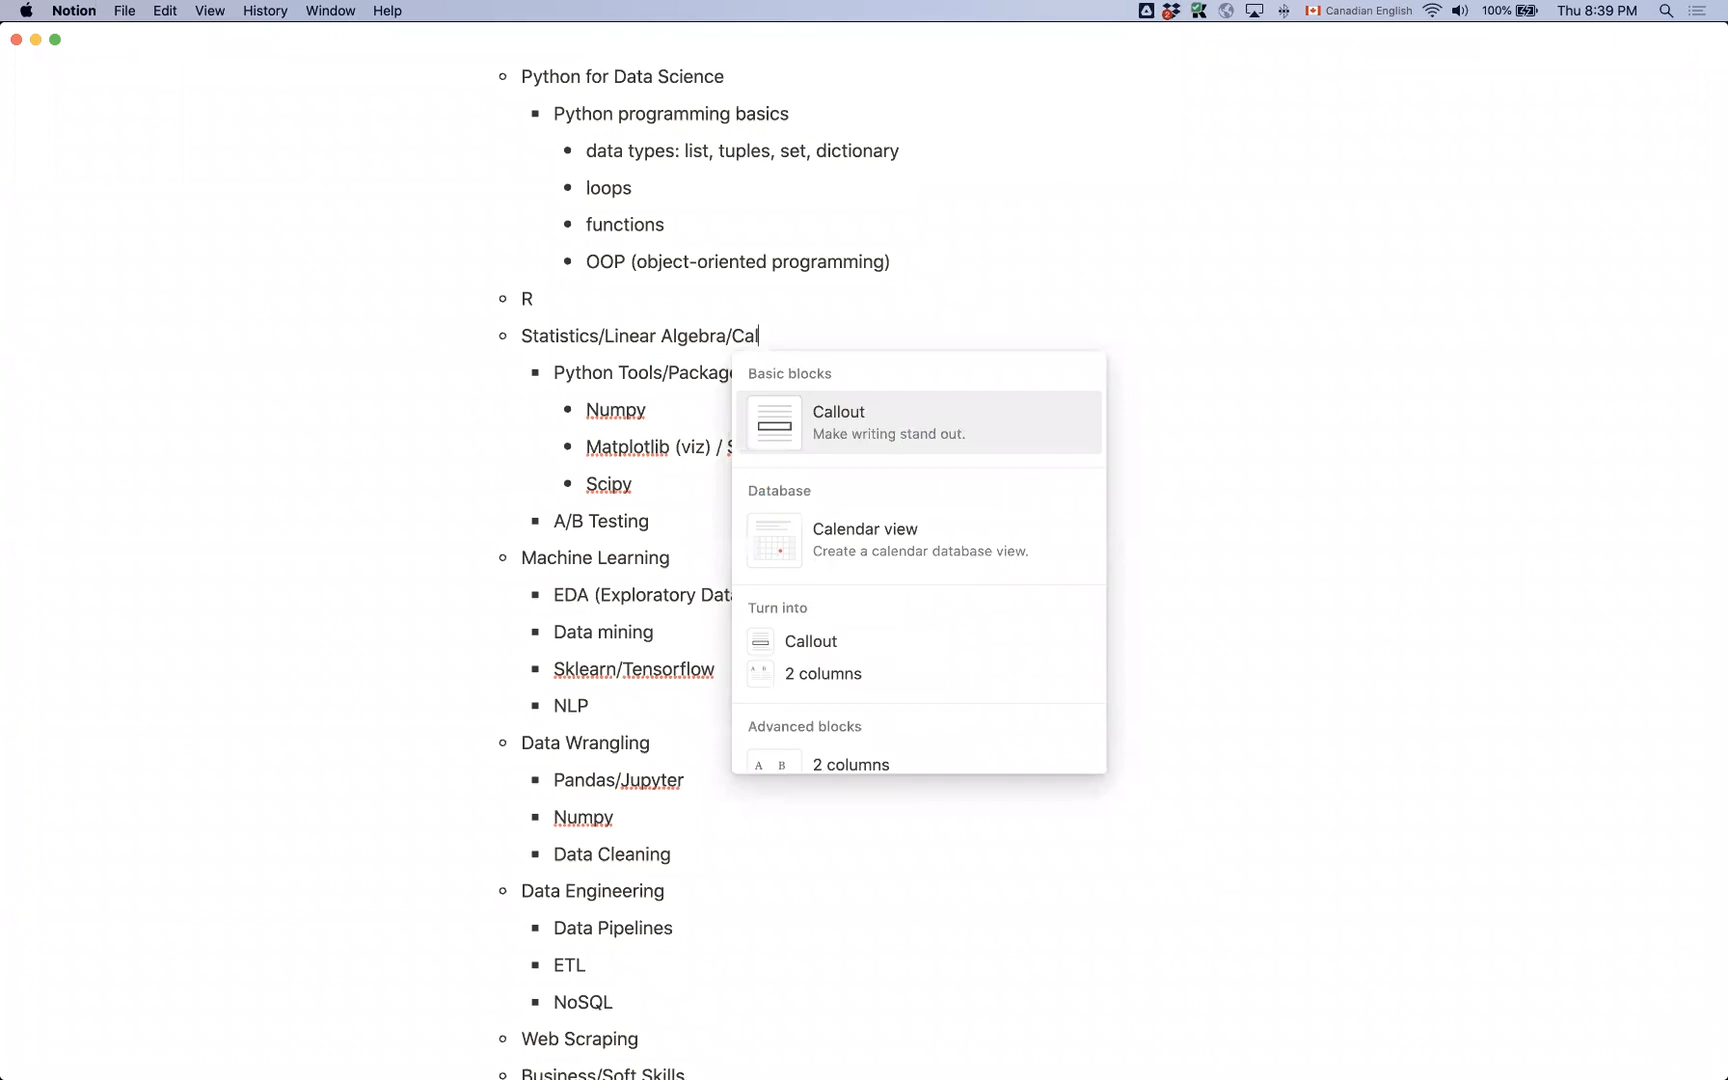 Notion File Edit View History Window Help
2 Canadian English 100% Thu 8:39 PM
Python for Data Science
Python programming basics
data types: list, tuples, set, dictionary
loops
functions
OOP (object-oriented programming)
R
Statistics/Linear Algebra/Cal
Python Tools/Package
Numpy
Matplotlib (viz) /
Scipy
A/B Testing
Machine Learning
EDA (Exploratory Dat
Data mining
Sklearn/Tensorflow
NLP
Data Wrangling
Pandas/Jupyter
Numpy
Data Cleaning
Data Engineering
Data Pipelines
ETL
NoSQL
Web Scraping
Business/Soft Skills
Basic blocks
Callout
Make writing stand out.
Database
Calendar view
Create a calendar database view.
Turn into
Callout
A B 2 columns
Advanced blocks
A B 2 columns